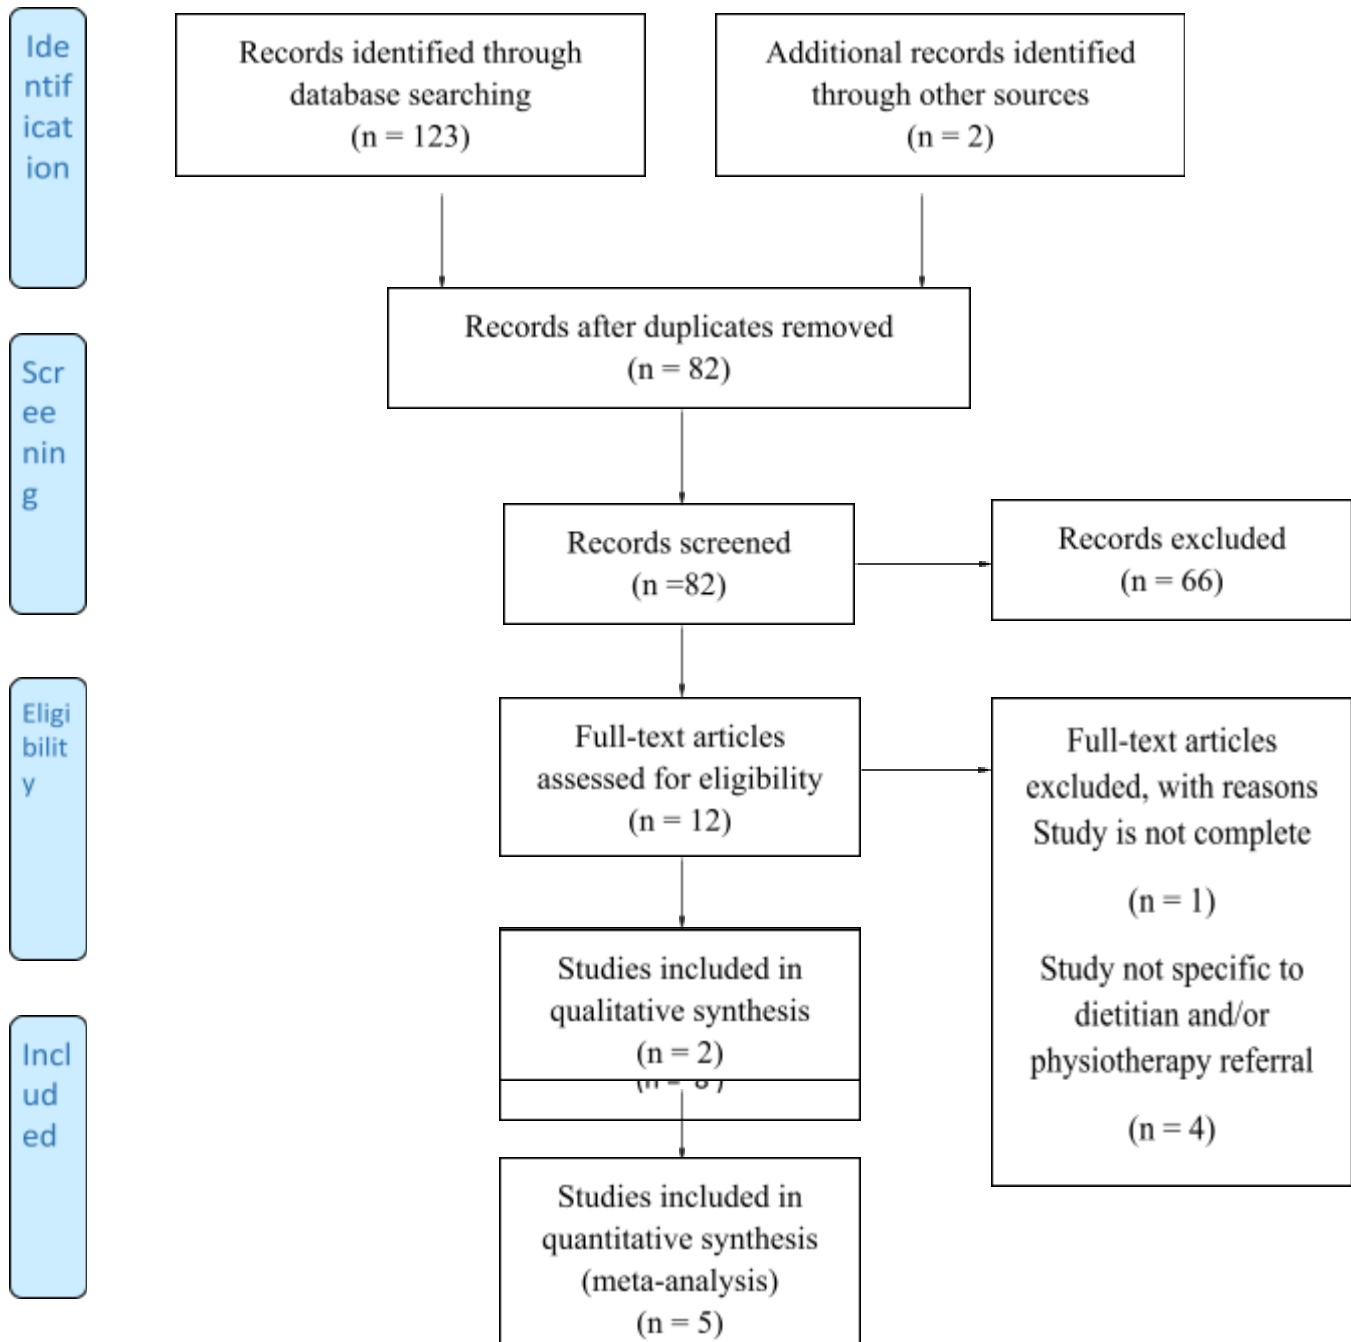 Ide
ntif
icat
ion
Records identified through
database searching
(n = 123)
Additional records identified
through other sources
(n = 2)
Records after duplicates removed
(n = 82)
Scr
ee
nin
g
Records screened
(n =82)
Records excluded
(n = 66)
Eligi
bilit
y
Full-text articles
assessed for eligibility
(n = 12)
Full-text articles
excluded, with reasons
Study is not complete
(n = 1)
Study not specific to
dietitian and/or
physiotherapy referral
(n = 4)
Studies included in
qualitative synthesis
(n = 2)
Incl
ud
ed
Studies included in
quantitative synthesis
(meta-analysis)
(n = 5)